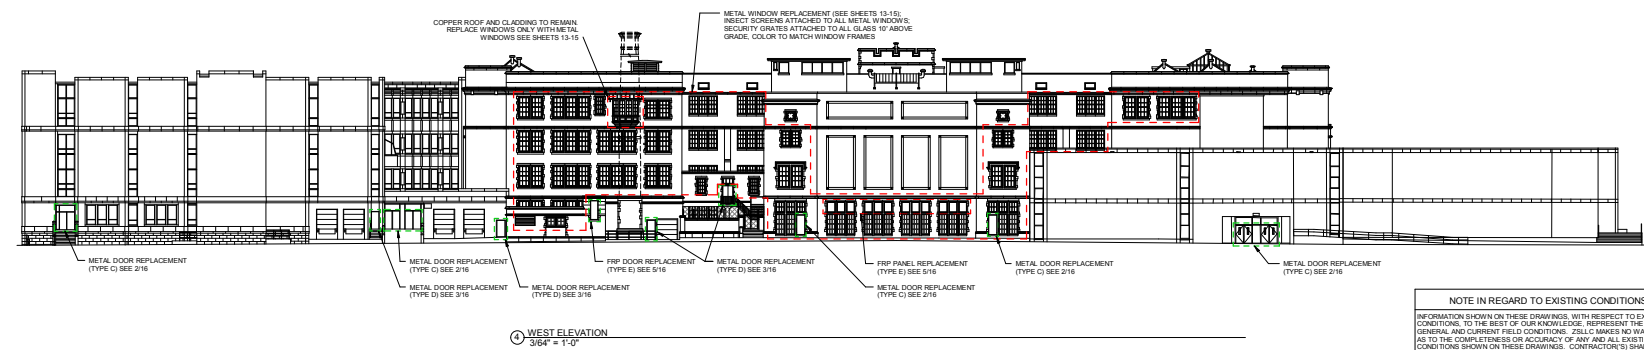 COPPER ROOF AND CLADDING TO REMAIN.
REPLACE WINDOWS ONLY WITH METAL
WINDOWS SEE SHEETS 13-15
METAL WINDOW REPLACEMENT (SEE SHEETS 13-15);
INSECT SCREENS ATTACHED TO ALL METAL WINDOWS;
SECURITY GRATES ATTACHED TO ALL GLASS 10' ABOVE
GRADE, COLOR TO MATCH WINDOW FRAMES
METAL DOOR REPLACEMENT
(TYPE C) SEE 2/16
METAL DOOR REPLACEMENT
(TYPE C) SEE 2/16
METAL DOOR REPLACEMENT
(TYPE D) SEE 3/16
METAL DOOR REPLACEMENT
(TYPE D) SEE 3/16
FRP DOOR REPLACEMENT
(TYPE E) SEE 5/16
METAL DOOR REPLACEMENT
(TYPE D) SEE 3/16
FRP PANEL REPLACEMENT
(TYPE E) SEE 5/16
METAL DOOR REPLACEMENT
(TYPE C) SEE 2/16
METAL DOOR REPLACEMENT
(TYPE C) SEE 2/16
METAL DOOR REPLACEMENT
(TYPE C) SEE 2/16
4 WEST ELEVATION
3/64" = 1'-0"
NOTE IN REGARD TO EXISTING CONDITIONS
INFORMATION SHOWN ON THESE DRAWINGS, WITH RESPECT TO EX
CONDITIONS, TO THE BEST OF OUR KNOWLEDGE, REPRESENT THE
GENERAL AND CURRENT FIELD CONDITIONS. ZSLLC MAKES NO WA
AS TO THE COMPLETENESS OR ACCURACY OF ANY AND ALL EXISTI
CONDITIONS SHOWN ON THESE DRAWINGS. CONTRACTOR('S) SHA